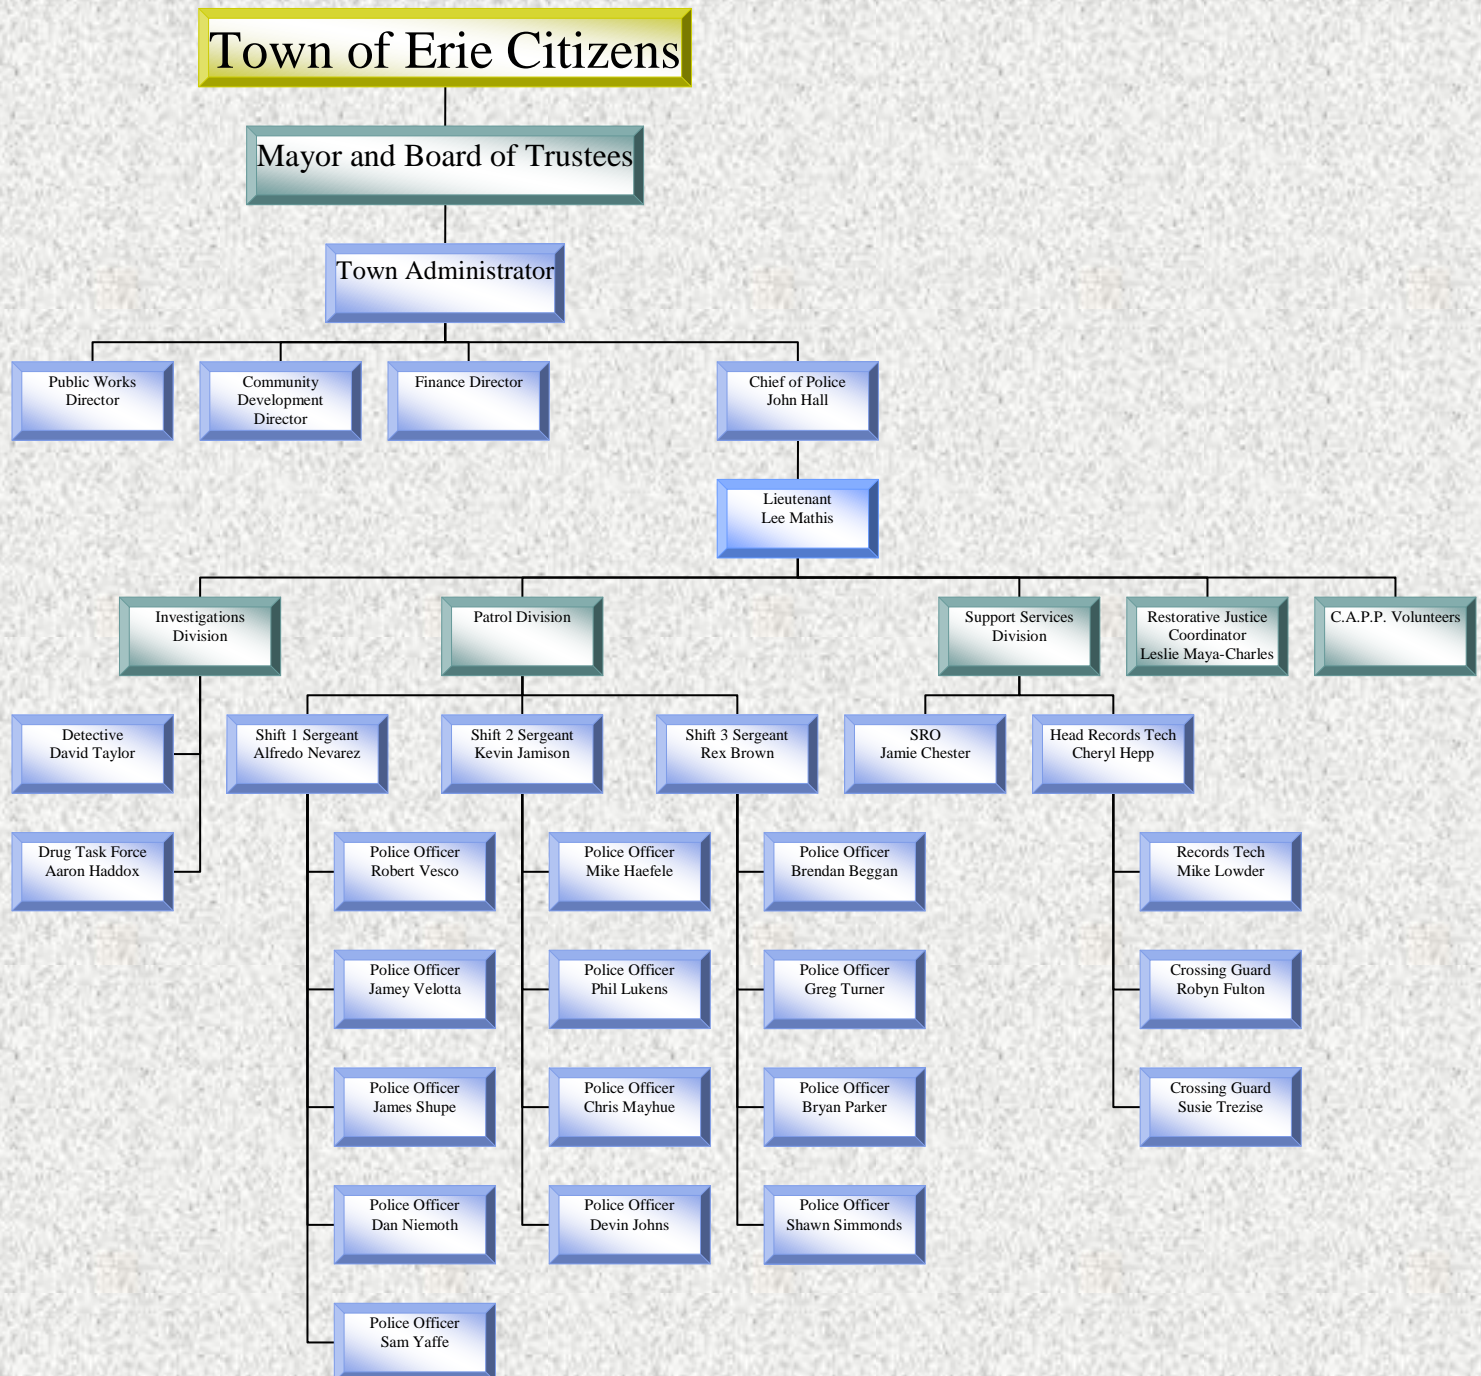 Town of Erie Citizens
Mayor and Board of Trustees
Town Administrator
Public Works
Director
Community
Development
Director
Finance Director
Chief of Police
John Hall
Lieutenant
Lee Mathis
Investigations
Division
Patrol Division
Support Services
Division
Restorative Justice
Coordinator
Leslie Maya-Charles
C.A.P.P. Volunteers
Detective
David Taylor
Shift 1 Sergeant
Alfredo Nevarez
Shift 2 Sergeant
Kevin Jamison
Shift 3 Sergeant
Rex Brown
SRO
Jamie Chester
Head Records Tech
Cheryl Hepp
Drug Task Force
Aaron Haddox
Police Officer
Robert Vesco
Police Officer
Mike Haefele
Police Officer
Brendan Beggan
Records Tech
Mike Lowder
Police Officer
Jamey Velotta
Police Officer
Phil Lukens
Police Officer
Greg Turner
Crossing Guard
Robyn Fulton
Police Officer
James Shupe
Police Officer
Chris Mayhue
Police Officer
Bryan Parker
Crossing Guard
Susie Trezise
Police Officer
Dan Niemoth
Police Officer
Devin Johns
Police Officer
Shawn Simmonds
Police Officer
Sam Yaffe